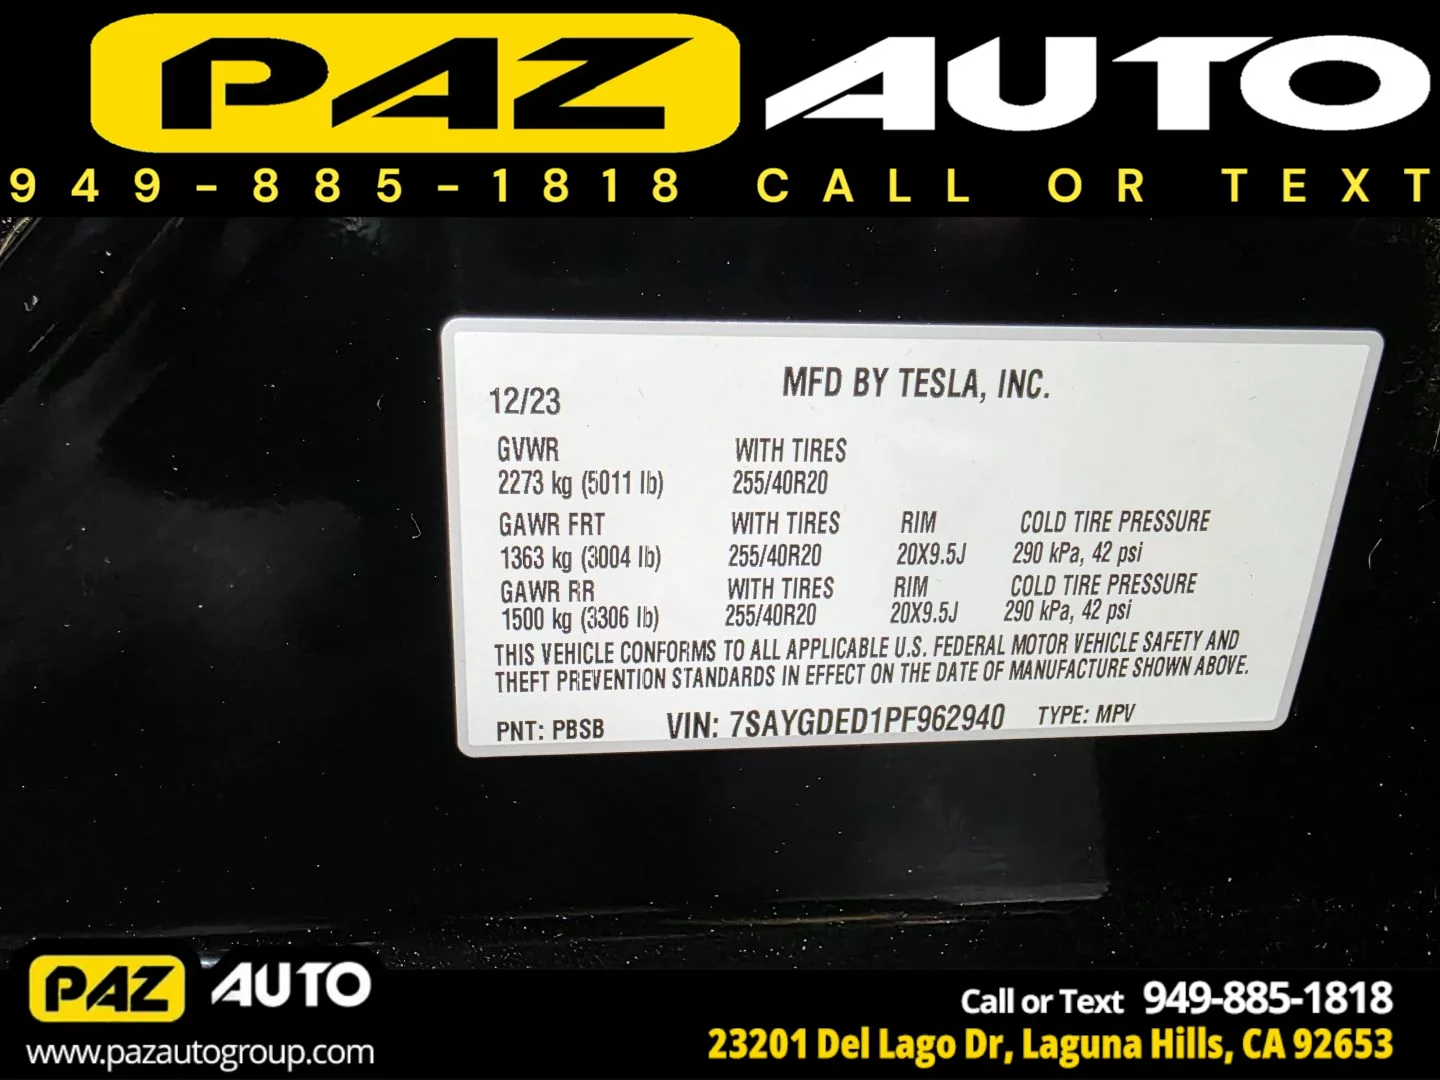 PAZ AUTO
949-885-1818 CALL OR TEXT
MFD BY TESLA, INC.
12/23
GVWR WITH TIRES
2273 kg (5011 lb) 255/40R20
GAWR FRT WITH TIRES RIM COLD TIRE PRESSURE
1363 kg (3004 lb) 255/40R20 20X9.5J 290 kPa, 42 psi
GAWR RR WITH TIRES RIM COLD TIRE PRESSURE
1500 kg (3306 lb) 255/40R20 20X9.5J 290 kPa, 42 psi
THIS VEHICLE CONFORMS TO ALL APPLICABLE U.S. FEDERAL MOTOR VEHICLE SAFETY AND
THEFT PREVENTION STANDARDS IN EFFECT ON THE DATE OF MANUFACTURE SHOWN ABOVE.
PNT: PBSB VIN: 7SAYGDED1PF962940 TYPE: MPV
PAZ AUTO
www.pazautogroup.com
Call or Text 949-885-1818
23201 Del Lago Dr, Laguna Hills, CA 92653